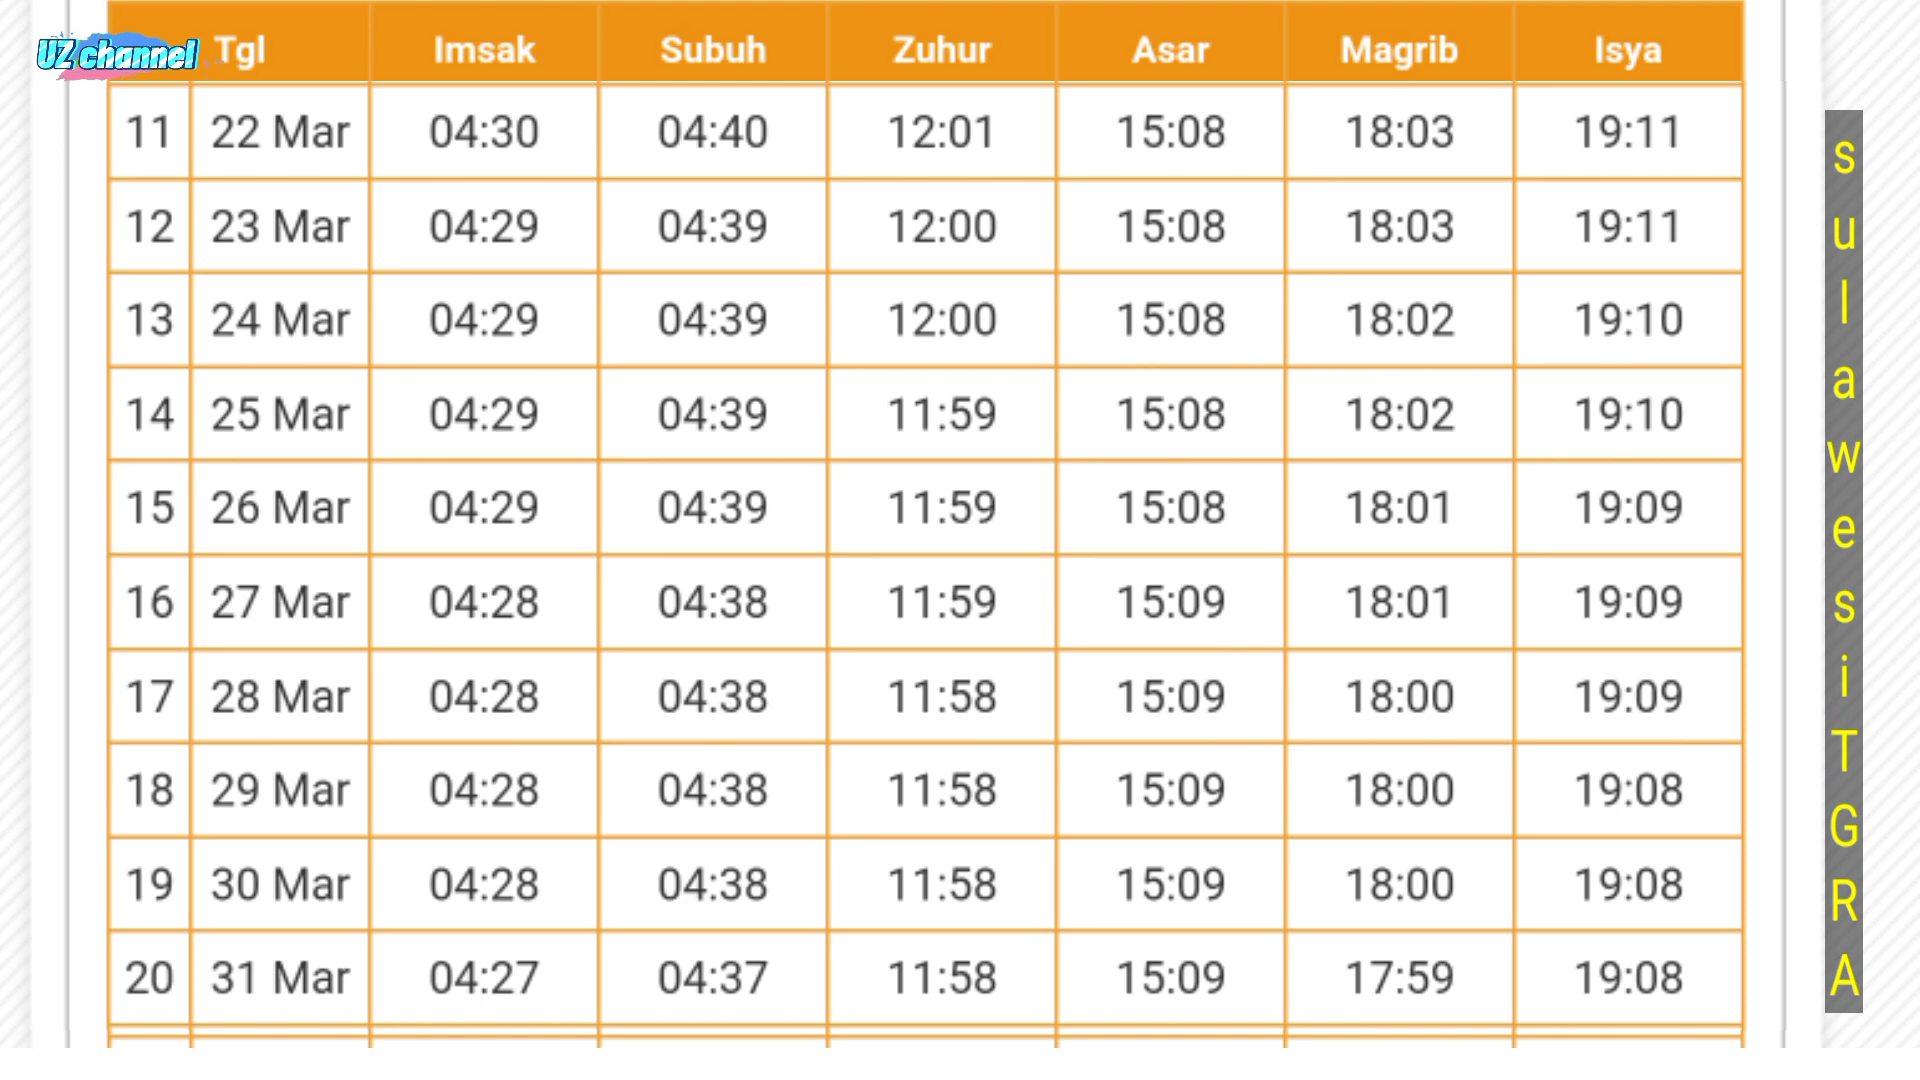 UZ channel
Tgl Imsak Subuh Zuhur Asar Magrib Isya
11 22 Mar 04:30 04:40 12:01 15:08 18:03 19:11
12 23 Mar 04:29 04:39 12:00 15:08 18:03 19:11
13 24 Mar 04:29 04:39 12:00 15:08 18:02 19:10
14 25 Mar 04:29 04:39 11:59 15:08 18:02 19:10
15 26 Mar 04:29 04:39 11:59 15:08 18:01 19:09
16 27 Mar 04:28 04:38 11:59 15:09 18:01 19:09
17 28 Mar 04:28 04:38 11:58 15:09 18:00 19:09
18 29 Mar 04:28 04:38 11:58 15:09 18:00 19:08
19 30 Mar 04:28 04:38 11:58 15:09 18:00 19:08
20 31 Mar 04:27 04:37 11:58 15:09 17:59 19:08
sulawesiTGRA